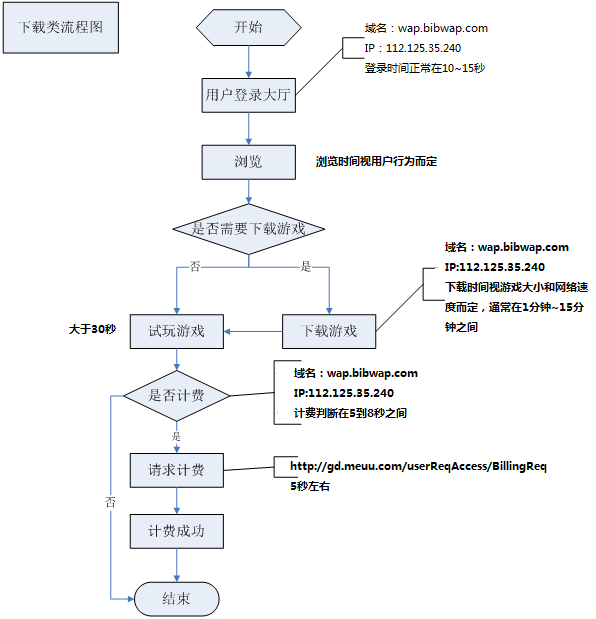 下载类流程图
开始
域名：wap.bibwap.com
IP：112.125.35.240
登录时间正常在10~15秒
用户登录大厅
浏览
浏览时间视用户行为而定
是否需要下载游戏
否
是
域名：wap.bibwap.com
IP:112.125.35.240
下载时间视游戏大小和网络速
度而定，通常在1分钟~15分
钟之间
大于30秒
试玩游戏
下载游戏
是否计费
域名：wap.bibwap.com
IP:112.125.35.240
计费判断在5到8秒之间
是
请求计费
http://gd.meuu.com/userReqAccess/BillingReq
5秒左右
否
计费成功
结束